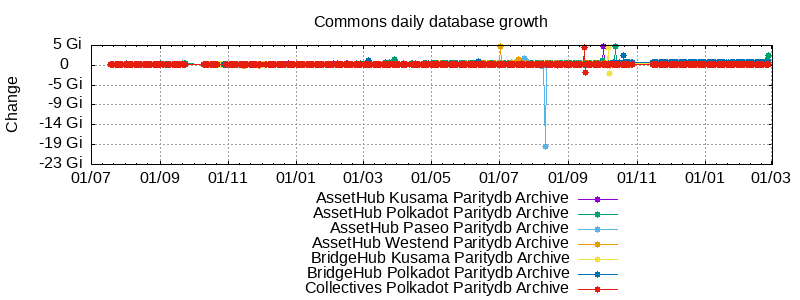 Commons daily database growth
Change
5 Gi
0
-5 Gi
-9 Gi
-14 Gi
-19 Gi
-23 Gi
01/07 01/09 01/11 01/01 01/03 01/05 01/07 01/09 01/11 01/01 01/03
AssetHub Kusama Paritydb Archive
AssetHub Polkadot Paritydb Archive
AssetHub Paseo Paritydb Archive
AssetHub Westend Paritydb Archive
BridgeHub Kusama Paritydb Archive
BridgeHub Polkadot Paritydb Archive
Collectives Polkadot Paritydb Archive